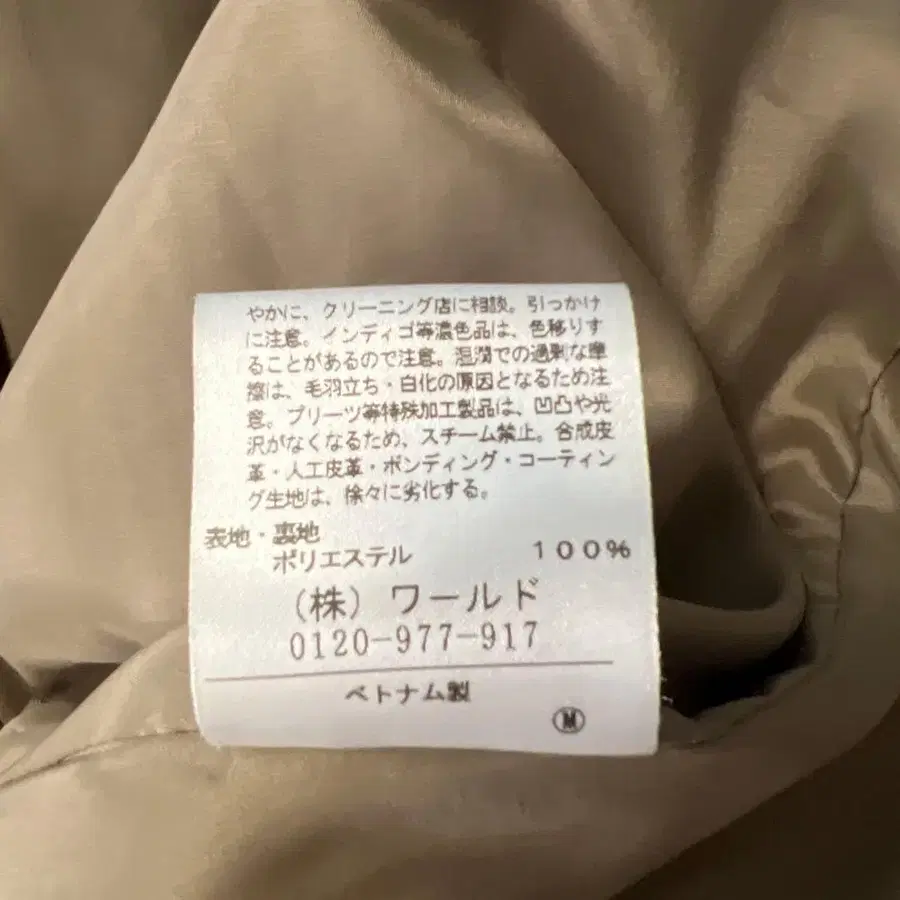 やかに、クリーニング店に相談。引っかけ
に注意。インディゴ等濃色品は、色移りす
ることがあるので注意。湿潤での過剰な摩
擦は、毛羽立ち・白化の原因となるため注
意。プリーツ等特殊加工製品は、凹凸や光
沢がなくなるため、スチーム禁止。合成皮
革・人工皮革・ボンディング・コーティン
グ生地は、徐々に劣化する。
表地・裏地
ポリエステル 100%
(株)ワールド
0120-977-917
ベトナム製
Ⓜ